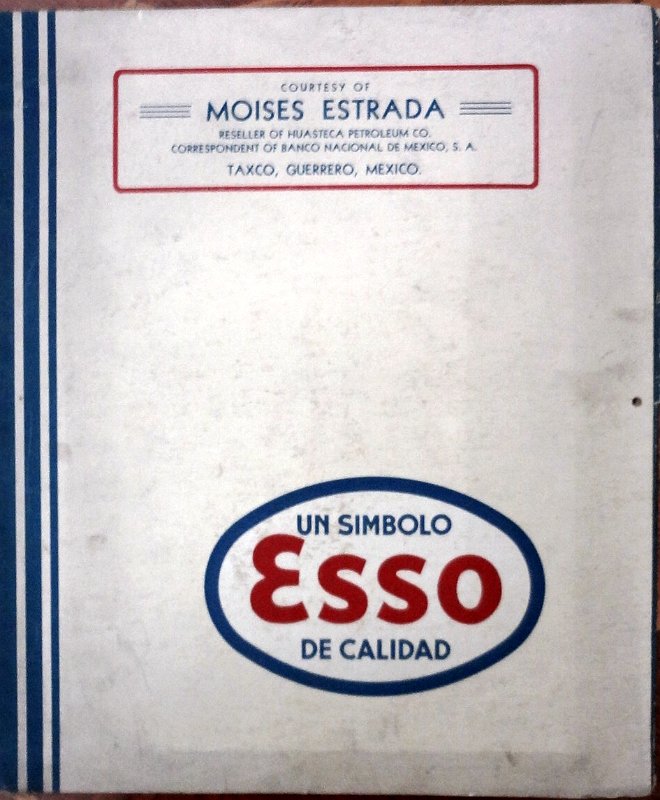 COURTESY OF
MOISES ESTRADA
RESELLER OF HUASTECA PETROLEUM CO.
CORRESPONDENT OF BANCO NACIONAL DE MEXICO, S. A.
TAXCO, GUERRERO, MEXICO.
UN SIMBOLO
Esso
DE CALIDAD